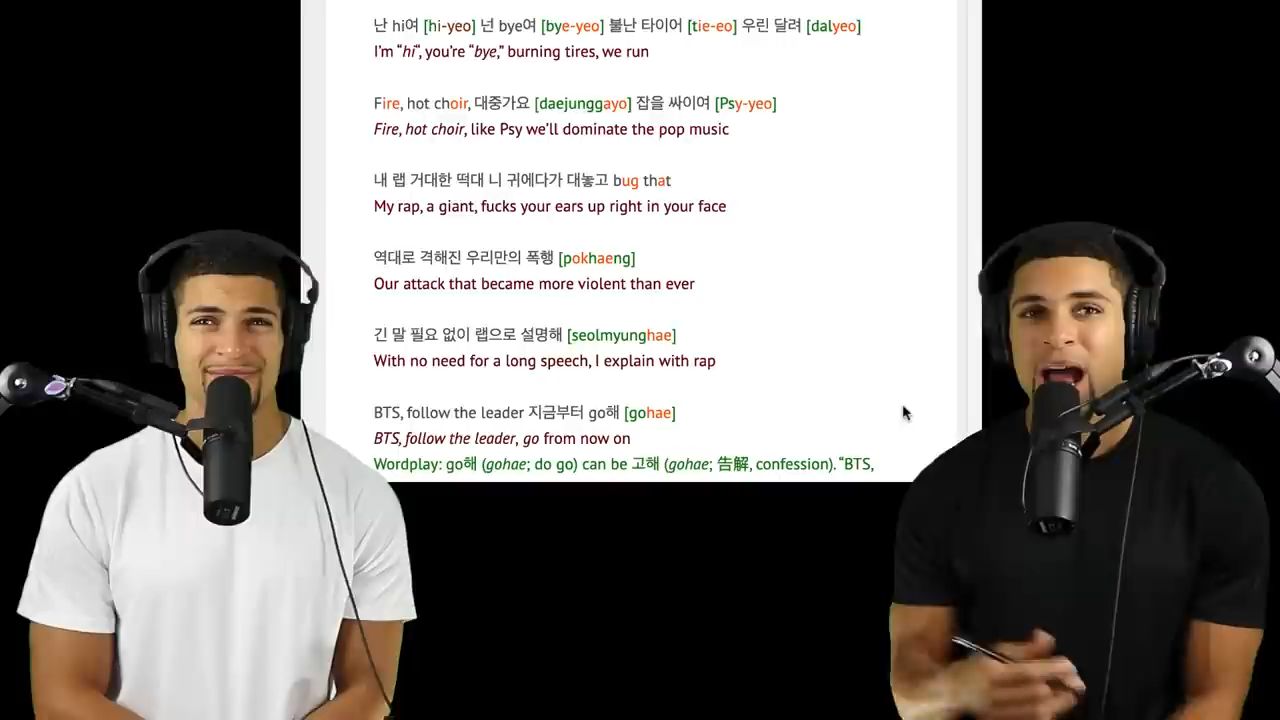 난 hi여 [hi-yeo] 넌 bye여 [bye-yeo] 불난 타이어 [tie-eo] 우린 달려 [dalyeo]
I'm “hi“, you're “bye,” burning tires, we run
Fire, hot choir, 대중가요 [daejunggayo] 잡을 싸이여 [Psy-yeo]
Fire, hot choir, like Psy we'll dominate the pop music
내 랩 거대한 떡대 니 귀에다가 대놓고 bug that
My rap, a giant, fucks your ears up right in your face
역대로 격해진 우리만의 폭행 [pokhaeng]
Our attack that became more violent than ever
긴 말 필요 없이 랩으로 설명해 [seolmyunghae]
With no need for a long speech, I explain with rap
BTS, follow the leader 지금부터 go해 [gohae]
BTS, follow the leader, go from now on
Wordplay: go해 (gohae; do go) can be 고해 (gohae; 告解, confession). “BTS,